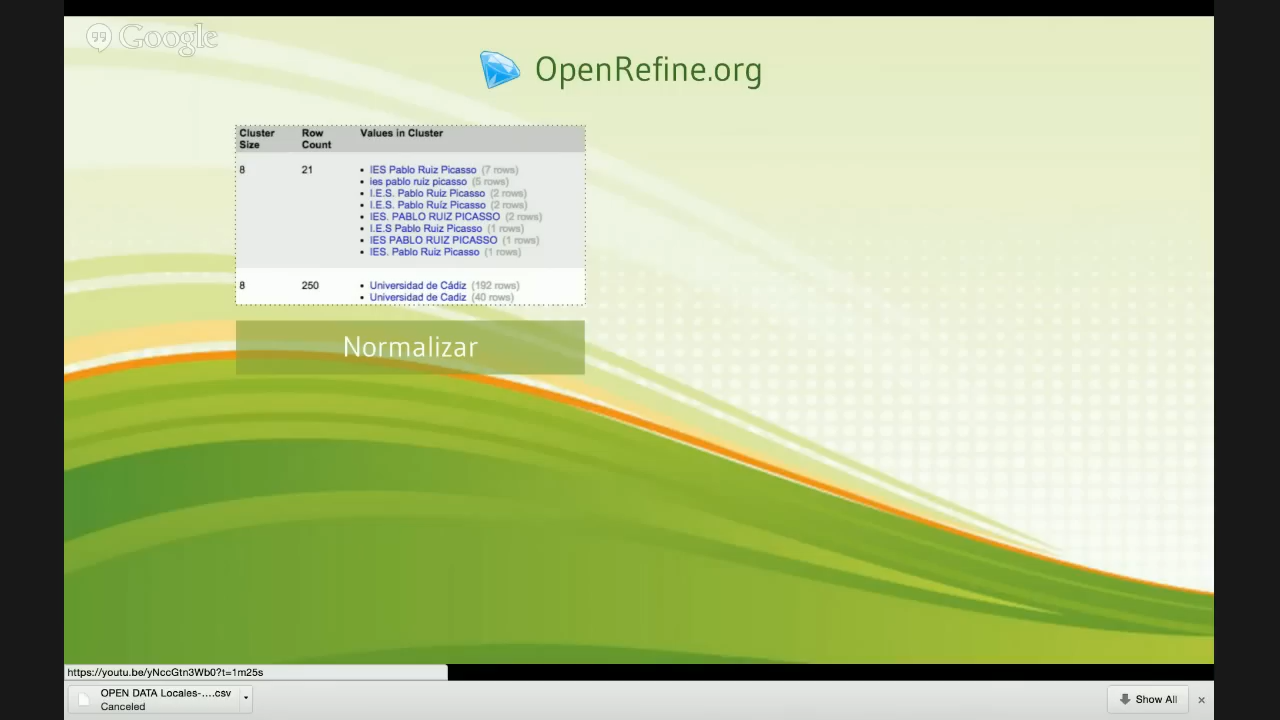 Google
OpenRefine.org
Cluster Size Row Count Values in Cluster
8 21 • IES Pablo Ruiz Picasso (7 rows)
• ies pablo ruiz picasso (5 rows)
• I.E.S. Pablo Ruiz Picasso (2 rows)
• I.E.S. Pablo Ruíz Picasso (2 rows)
• IES. PABLO RUIZ PICASSO (2 rows)
• I.E.S Pablo Ruiz Picasso (1 rows)
• IES PABLO RUIZ PICASSO (1 rows)
• IES. Pablo Ruiz Picasso (1 rows)
8 250 • Universidad de Cádiz (192 rows)
• Universidad de Cadiz (40 rows)
Normalizar
https://youtu.be/yNccGtn3Wb0?t=1m25s
OPEN DATA Locales-....csv
Canceled
Show All